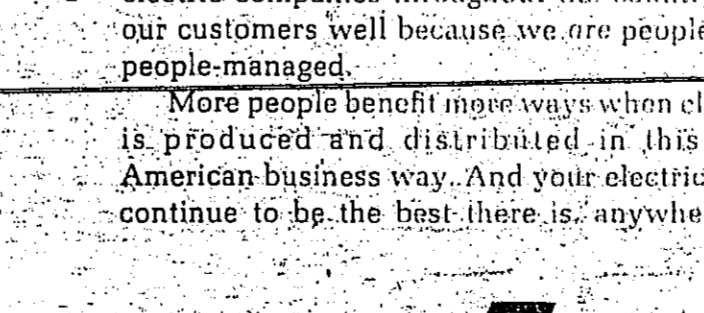 our customers well because we are people
people-managed.
More people benefit more ways when el
is produced and distributed in this
American business way. And your electric
continue to be the best there is, anywhe